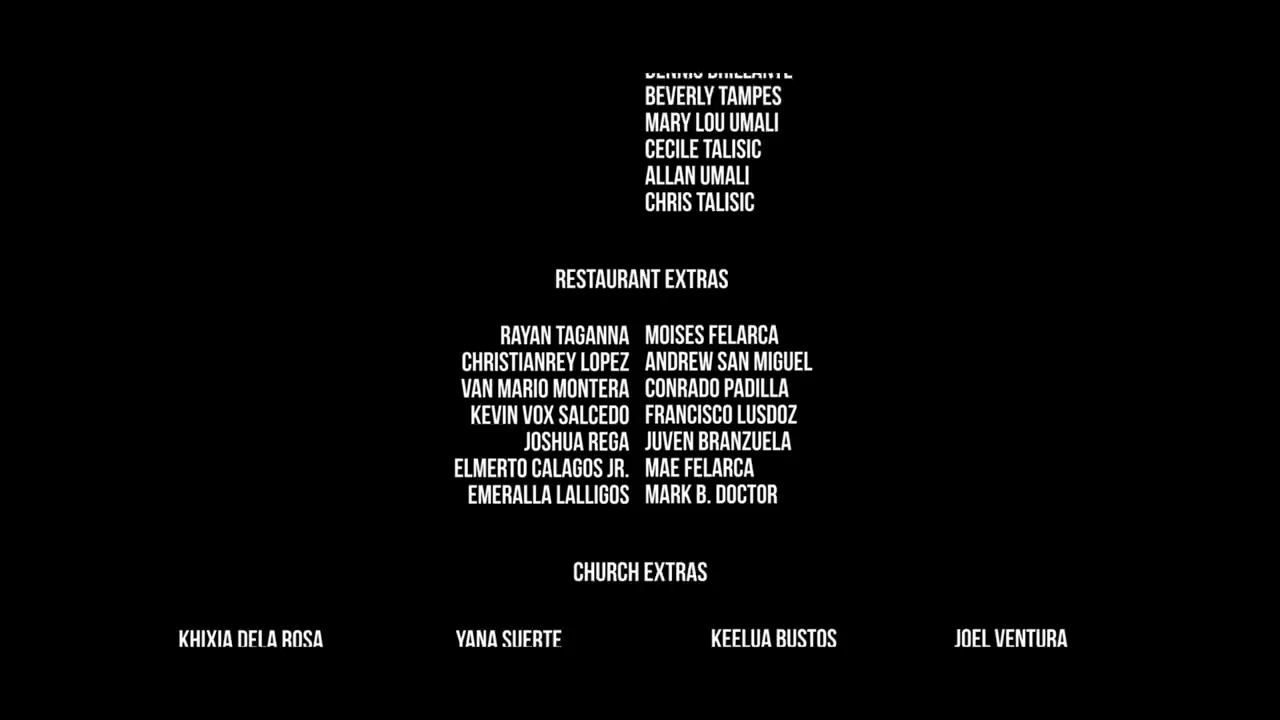 DENNIS BRILLANTE
BEVERLY TAMPES
MARY LOU UMALI
CECILE TALISIC
ALLAN UMALI
CHRIS TALISIC
RESTAURANT EXTRAS
RAYAN TAGANNA MOISES FELARCA
CHRISTIANREY LOPEZ ANDREW SAN MIGUEL
VAN MARIO MONTERA CONRADO PADILLA
KEVIN VOX SALCEDO FRANCISCO LUSDOZ
JOSHUA REGA JUVEN BRANZUELA
ELMERTO CALAGOS JR. MAE FELARCA
EMERALLA LALLIGOS MARK B. DOCTOR
CHURCH EXTRAS
KHIXIA DELA ROSA YANA SUERTE KEELUA BUSTOS JOEL VENTURA